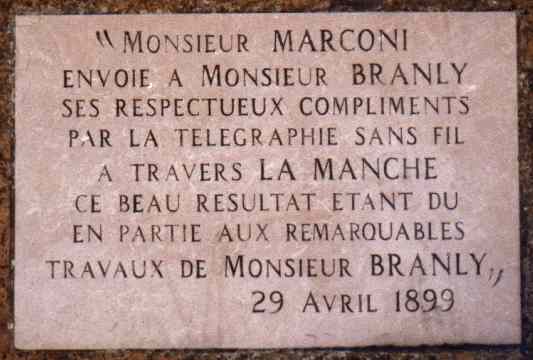 “MONSIEUR MARCONI
ENVOIE A MONSIEUR BRANLY
SES RESPECTUEUX COMPLIMENTS
PAR LA TELEGRAPHIE SANS FIL
A TRAVERS LA MANCHE
CE BEAU RESULTAT ETANT DU
EN PARTIE AUX REMARQUABLES
TRAVAUX DE MONSIEUR BRANLY„
29 AVRIL 1899